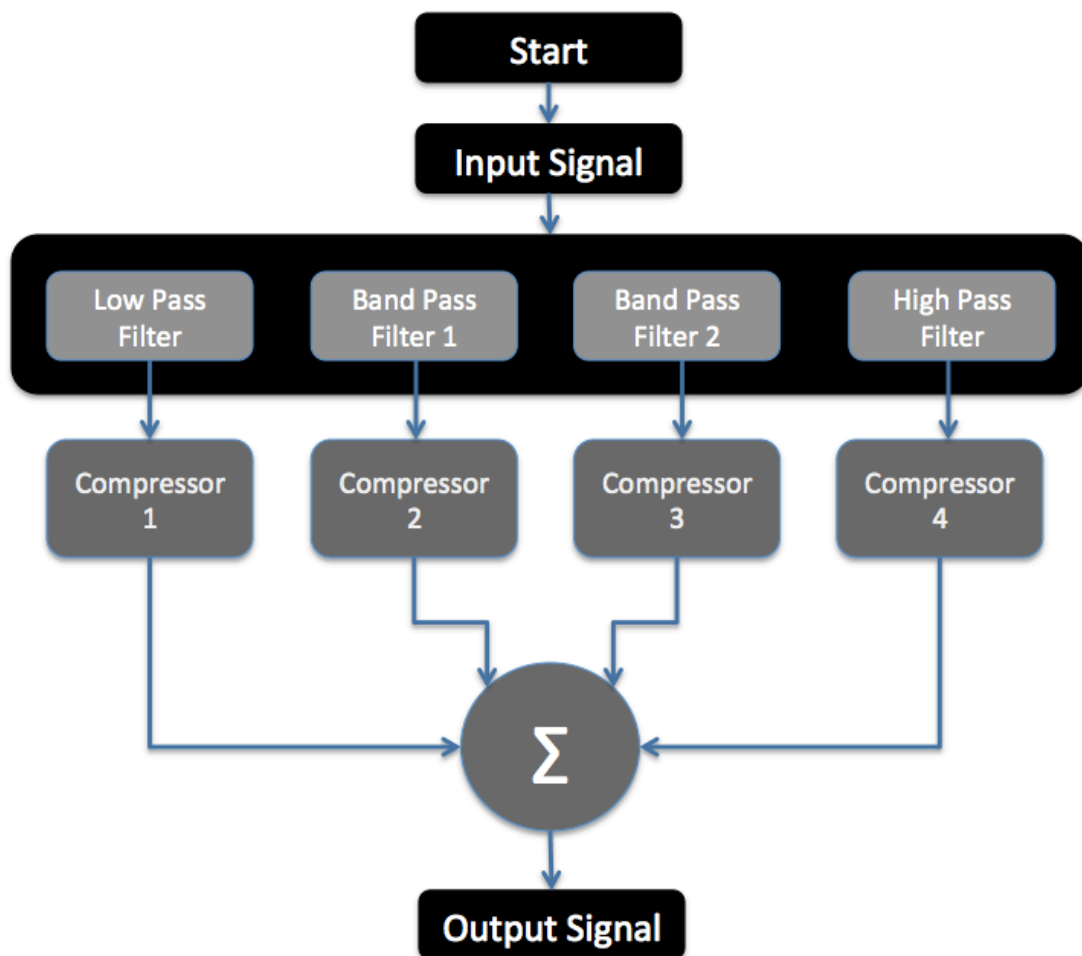 Start
Input Signal
Low Pass
Filter
Band Pass
Filter 1
Band Pass
Filter 2
High Pass
Filter
Compressor
1
Compressor
2
Compressor
3
Compressor
4
Σ
Output Signal